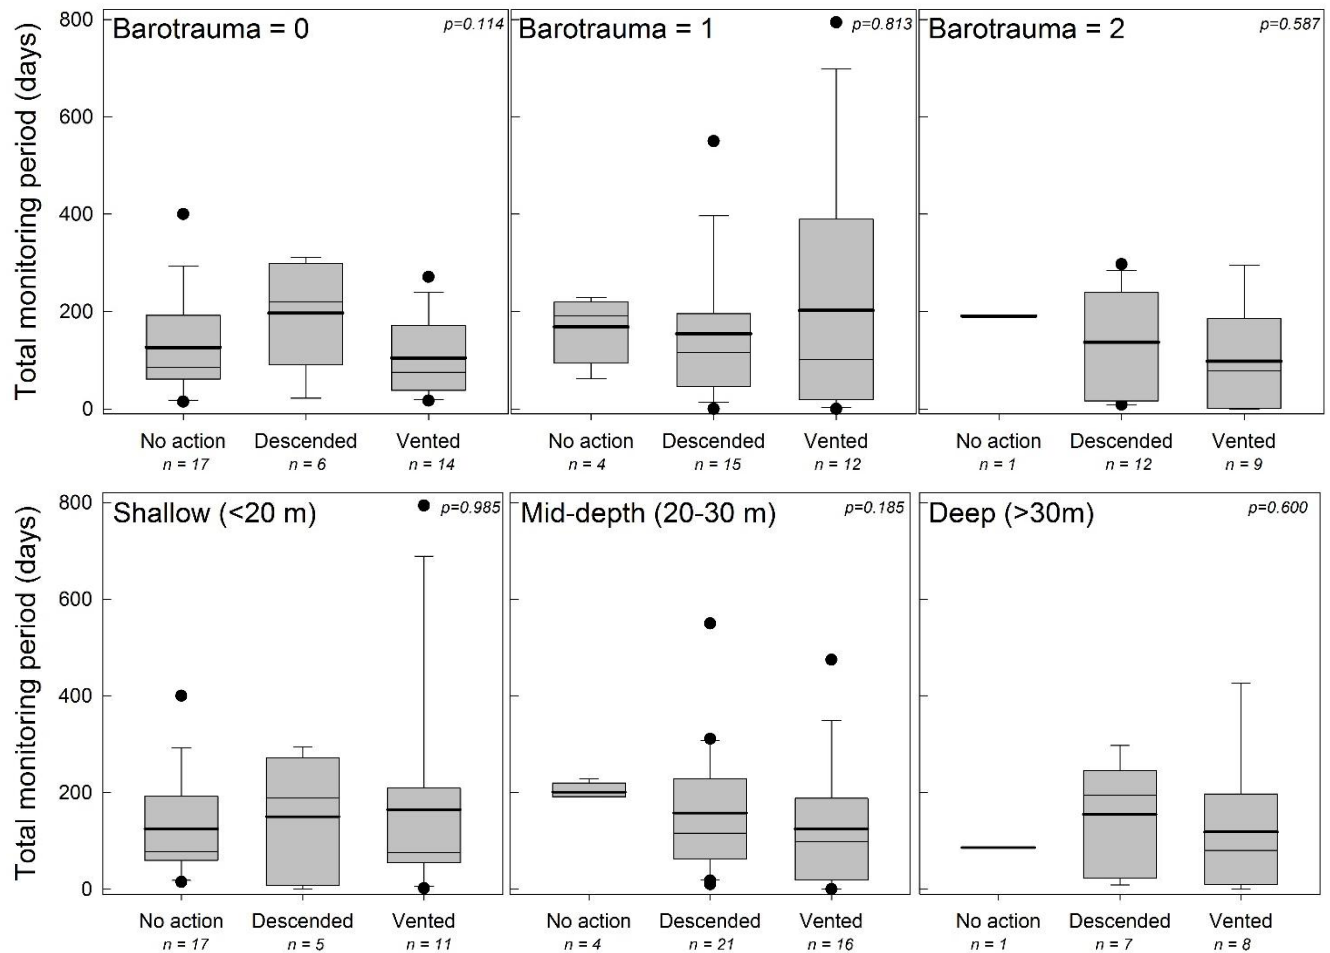 Total monitoring period (days)
800
600
400
200
0
Barotrauma = 0
p=0.114
Barotrauma = 1
p=0.813
Barotrauma = 2
p=0.587
No action Descended Vented
n = 17 n = 6 n = 14
No action Descended Vented
n = 4 n = 15 n = 12
No action Descended Vented
n = 1 n = 12 n = 9
Total monitoring period (days)
800
600
400
200
0
Shallow (<20 m)
p=0.985
Mid-depth (20-30 m)
p=0.185
Deep (>30m)
p=0.600
No action Descended Vented
n = 17 n = 5 n = 11
No action Descended Vented
n = 4 n = 21 n = 16
No action Descended Vented
n = 1 n = 7 n = 8